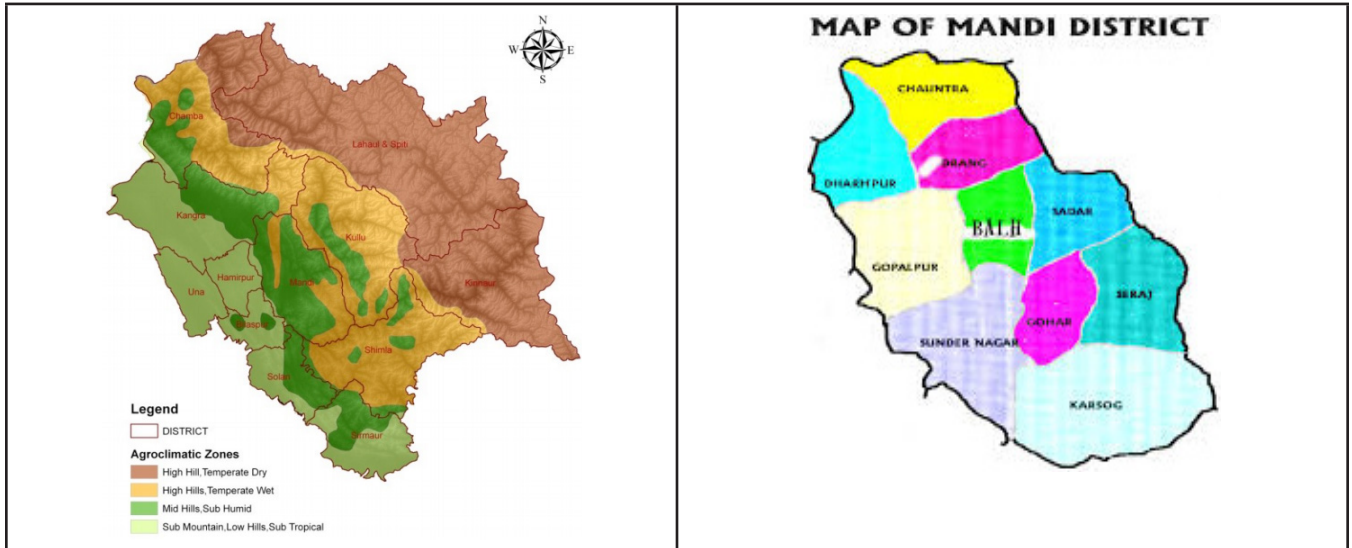 N
W
E
S
Chamba
Lahaul & Spiti
Kangra
Kullu
Hamirpur
Mandi
Una
Kinnaur
Bilaspur
Shimla
Solan
Sirmaur
Legend
DISTRICT
Agroclimatic Zones
High Hill,Temperate Dry
High Hills,Temperate Wet
Mid Hills,Sub Humid
Sub Mountain,Low Hills,Sub Tropical
MAP OF MANDI DISTRICT
CHAUNTRA
DRANG
DHARHPUR
SADAR
BALH
GOPALPUR
SERAJ
GOHAR
SUNDER NAGAR
KARSOG